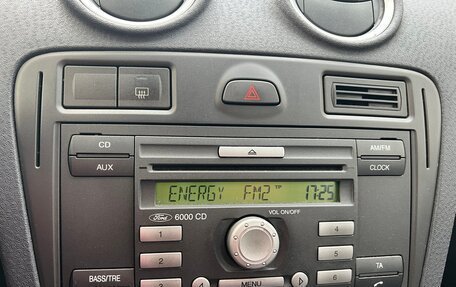 CD
AM/FM
AUX
CLOCK
ENERGY FM2 TP 17:25
Ford 6000 CD VOL ON/OFF
1
4
2
5
BASS/TRE
TA
3
MENU
6